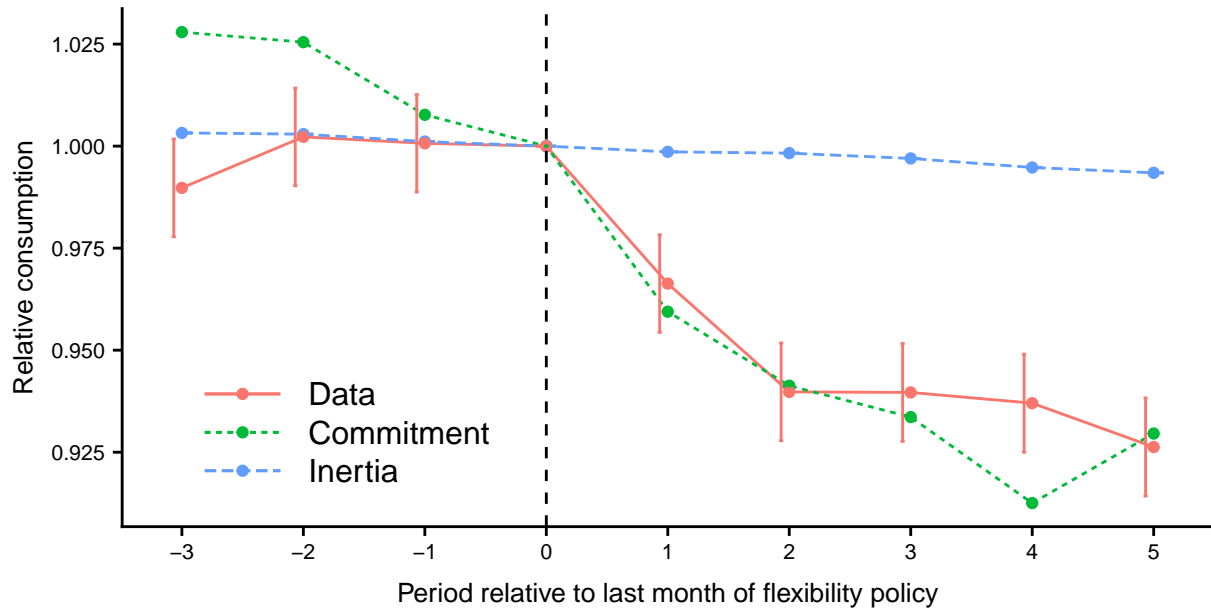 1.025
1.000
0.975
0.950
0.925
Relative consumption
Data
Commitment
Inertia
−3 −2 −1 0 1 2 3 4 5
Period relative to last month of flexibility policy